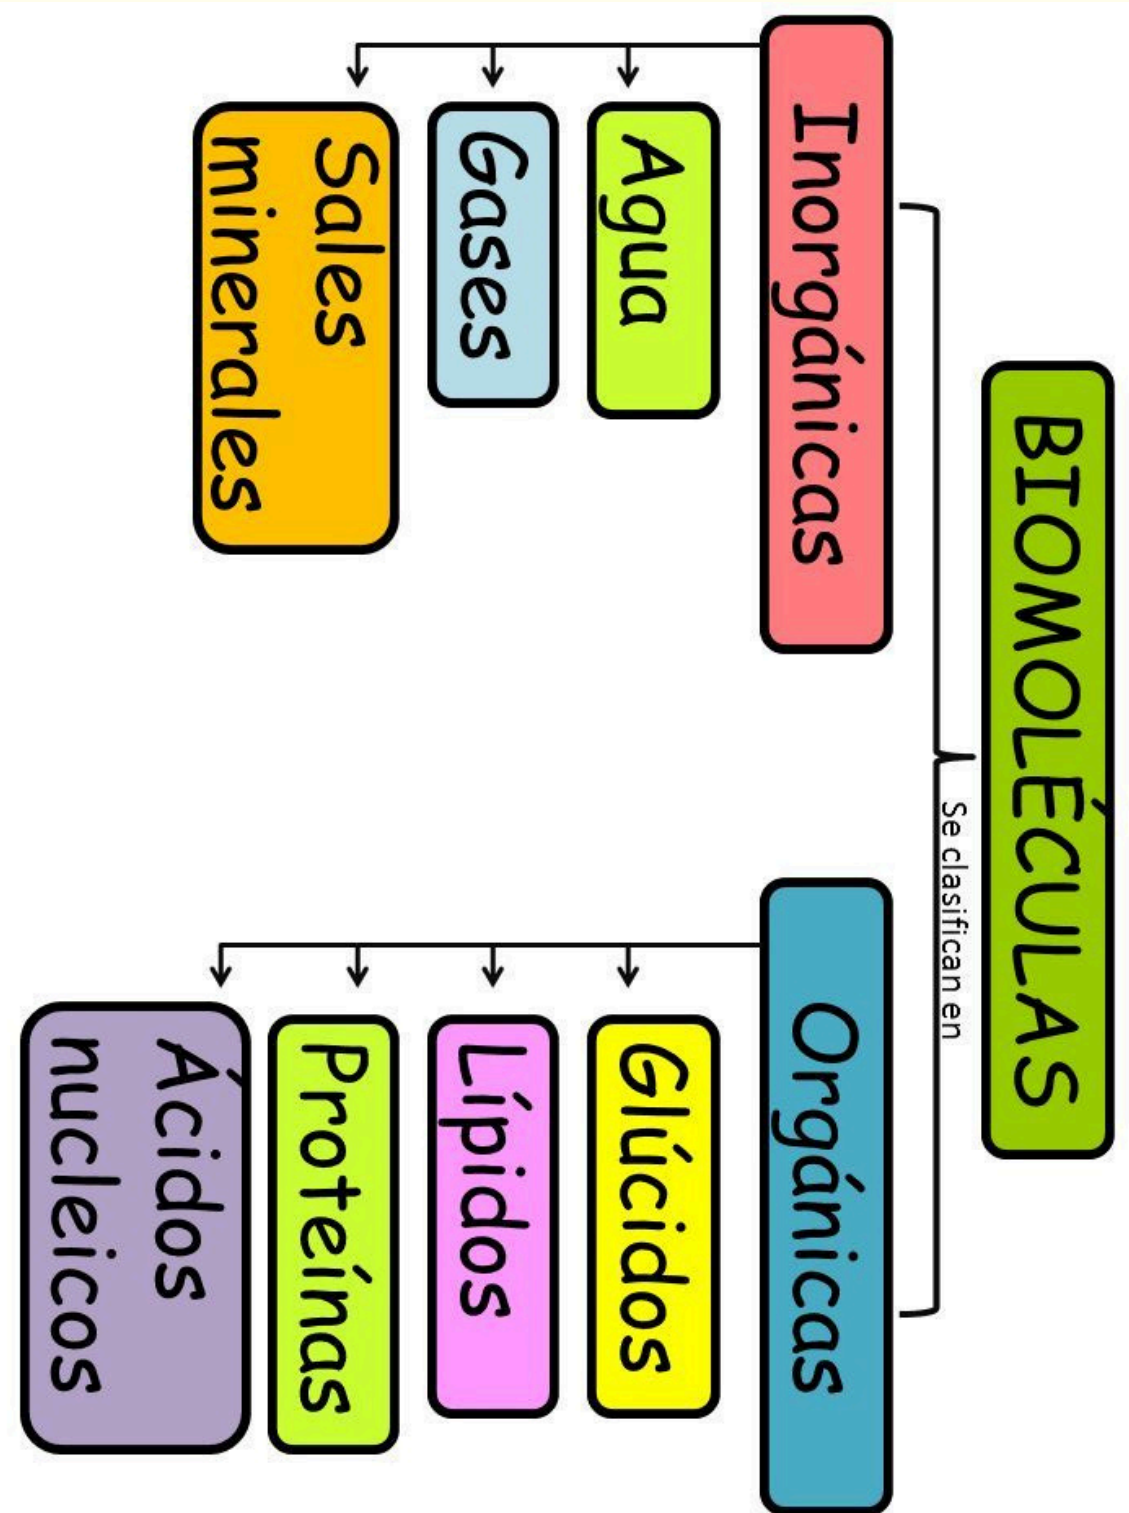 BIOMOLÉCULAS
Se clasifican en
Inorgánicas
Agua
Gases
Sales
minerales
Orgánicas
Glúcidos
Lípidos
Proteínas
Ácidos
nucleicos